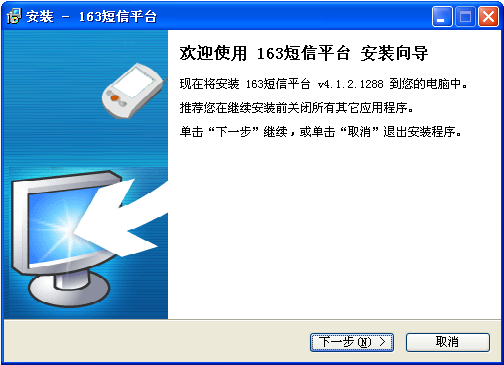 安装 - 163短信平台
欢迎使用 163短信平台 安装向导
现在将安装 163短信平台 v4.1.2.1288 到您的电脑中。
推荐您在继续安装前关闭所有其它应用程序。
单击“下一步”继续，或单击“取消”退出安装程序。
下一步(N) >
取消